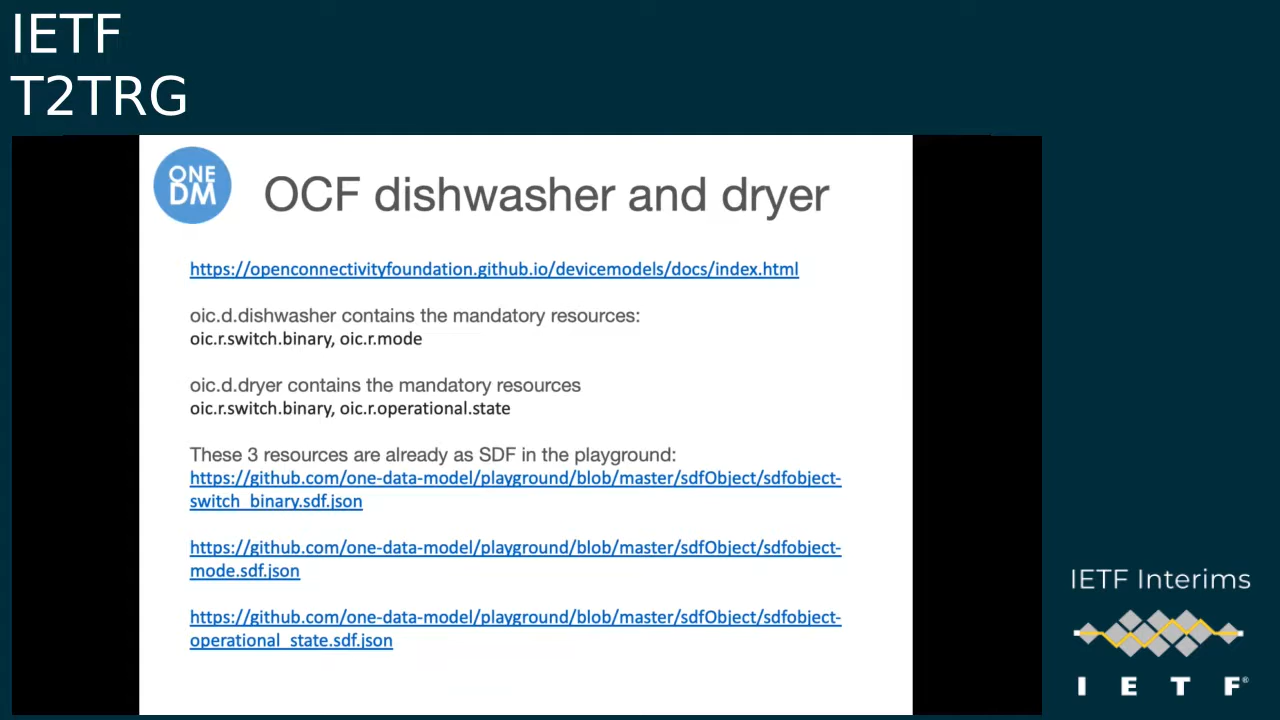 IETF
T2TRG
ONE
DM
OCF dishwasher and dryer
https://openconnectivityfoundation.github.io/devicemodels/docs/index.html
oic.d.dishwasher contains the mandatory resources:
oic.r.switch.binary, oic.r.mode
oic.d.dryer contains the mandatory resources
oic.r.switch.binary, oic.r.operational.state
These 3 resources are already as SDF in the playground:
https://github.com/one-data-model/playground/blob/master/sdfObject/sdfobject-
switch_binary.sdf.json
https://github.com/one-data-model/playground/blob/master/sdfObject/sdfobject-
mode.sdf.json
https://github.com/one-data-model/playground/blob/master/sdfObject/sdfobject-
operational_state.sdf.json
IETF Interims
I E T F®